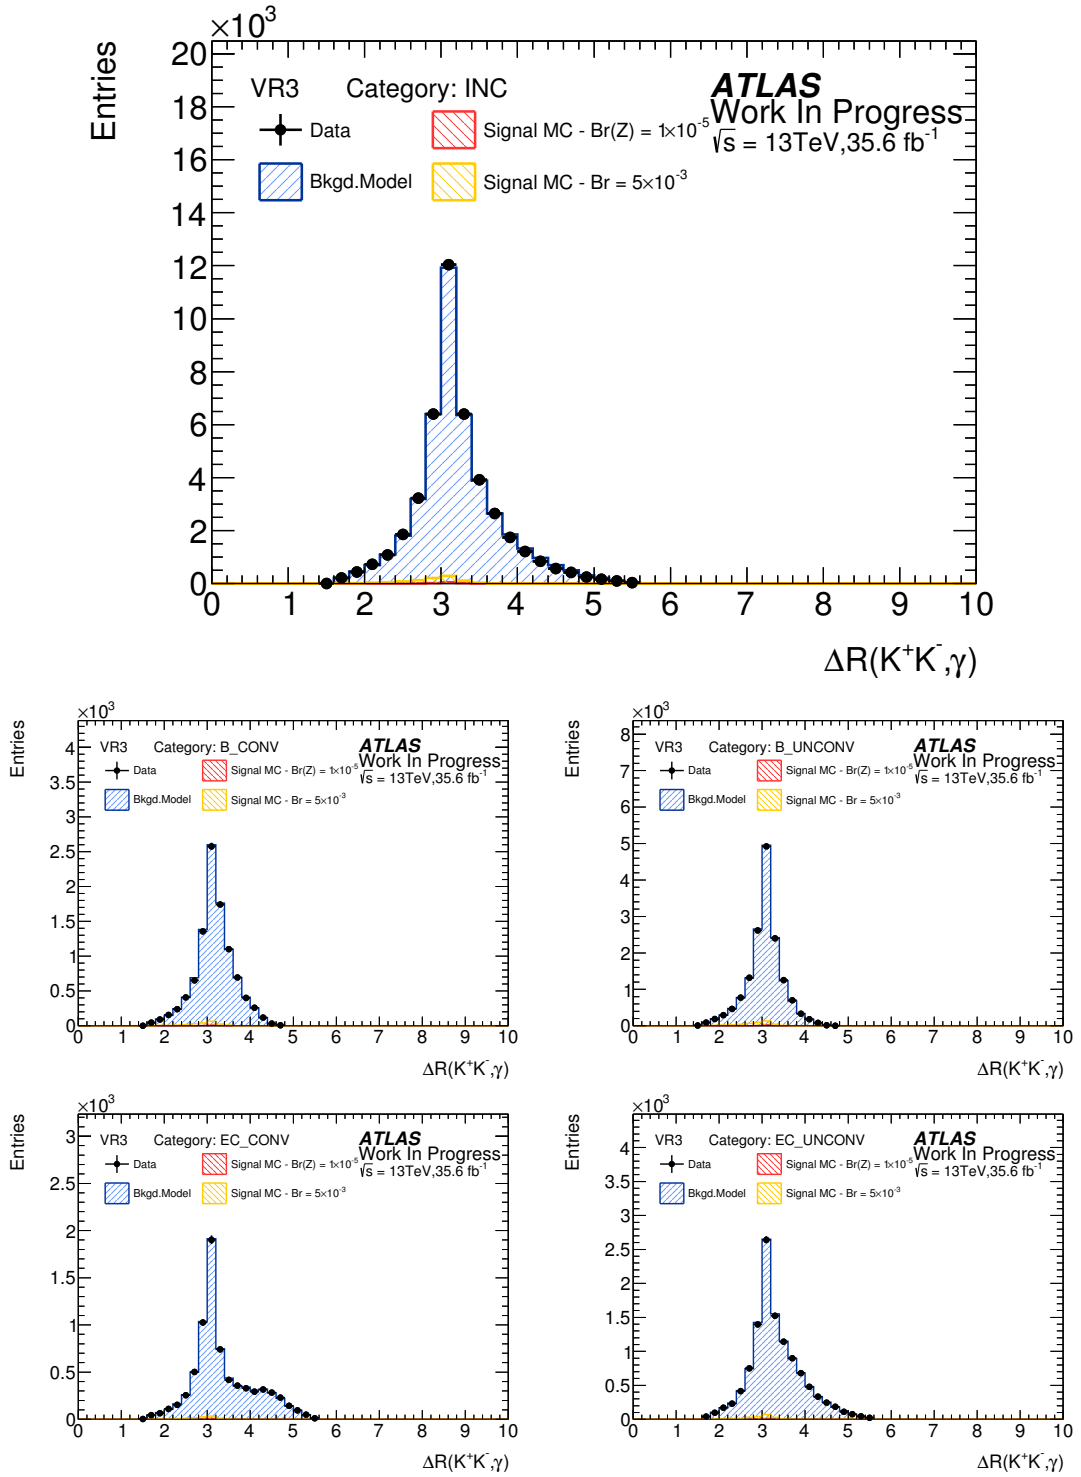 ×10³
Entries
20
18
16
14
12
10
8
6
4
2
0
VR3 Category: INC
Data
Bkgd.Model
Signal MC - Br(Z) = 1×10⁻⁵
Signal MC - Br = 5×10⁻³
ATLAS
Work In Progress
√s = 13TeV,35.6 fb⁻¹
0 1 2 3 4 5 6 7 8 9 10
ΔR(K⁺K⁻,γ)
×10³
Entries
4
3.5
3
2.5
2
1.5
1
0.5
0
VR3 Category: B_CONV
Data
Bkgd.Model
Signal MC - Br(Z) = 1×10⁻⁵
Signal MC - Br = 5×10⁻³
ATLAS
Work In Progress
√s = 13TeV,35.6 fb⁻¹
0 1 2 3 4 5 6 7 8 9 10
ΔR(K⁺K⁻,γ)
×10³
Entries
8
7
6
5
4
3
2
1
0
VR3 Category: B_UNCONV
Data
Bkgd.Model
Signal MC - Br(Z) = 1×10⁻⁵
Signal MC - Br = 5×10⁻³
ATLAS
Work In Progress
√s = 13TeV,35.6 fb⁻¹
0 1 2 3 4 5 6 7 8 9 10
ΔR(K⁺K⁻,γ)
×10³
Entries
3
2.5
2
1.5
1
0.5
0
VR3 Category: EC_CONV
Data
Bkgd.Model
Signal MC - Br(Z) = 1×10⁻⁵
Signal MC - Br = 5×10⁻³
ATLAS
Work In Progress
√s = 13TeV,35.6 fb⁻¹
0 1 2 3 4 5 6 7 8 9 10
ΔR(K⁺K⁻,γ)
×10³
Entries
4
3.5
3
2.5
2
1.5
1
0.5
0
VR3 Category: EC_UNCONV
Data
Bkgd.Model
Signal MC - Br(Z) = 1×10⁻⁵
Signal MC - Br = 5×10⁻³
ATLAS
Work In Progress
√s = 13TeV,35.6 fb⁻¹
0 1 2 3 4 5 6 7 8 9 10
ΔR(K⁺K⁻,γ)